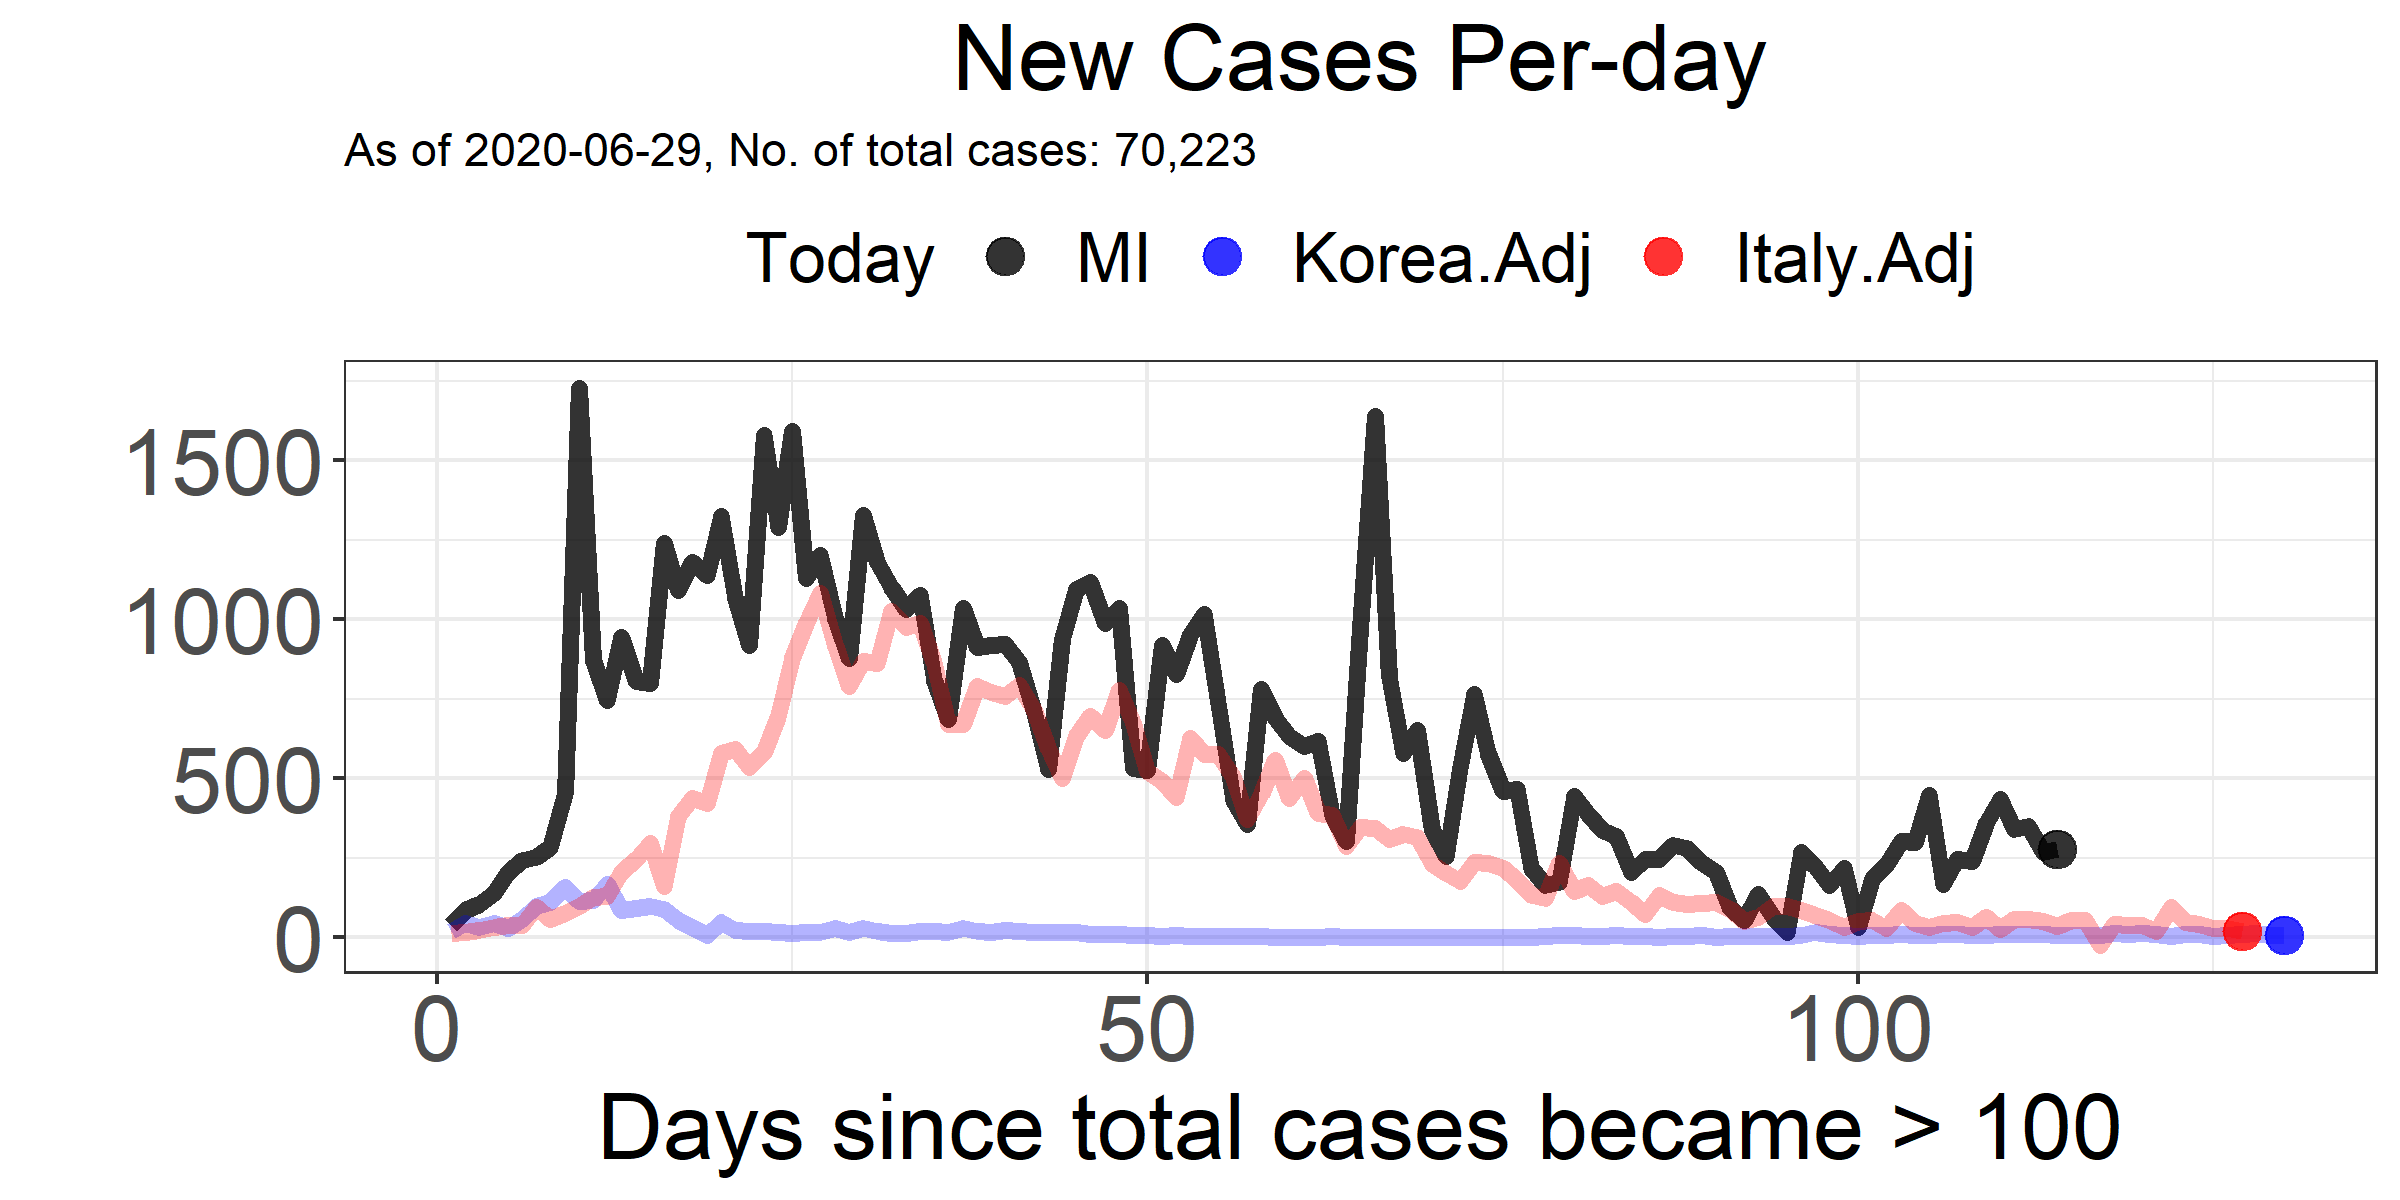 New Cases Per-day
As of 2020-06-29, No. of total cases: 70,223
Today MI Korea.Adj Italy.Adj
1500
1000
500
0
0 50 100
Days since total cases became > 100